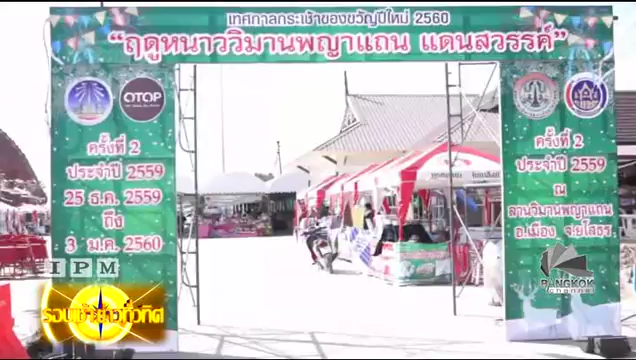 เทศกาลกระเช้าของขวัญปีใหม่ 2560
“ฤดูหนาววิมานพญาแถน แดนสวรรค์”
OTOP
ครั้งที่ 2
ประจำปี 2559
25 ธ.ค. 2559
ถึง
3 ม.ค. 2560
ครั้งที่ 2
ประจำปี 2559
ณ
ลานวิมานพญาแถน
อ.เมือง จ.ยโสธร
IPM
รอบเช้าข่าวทั่วทิศ
BANGKOK
channel